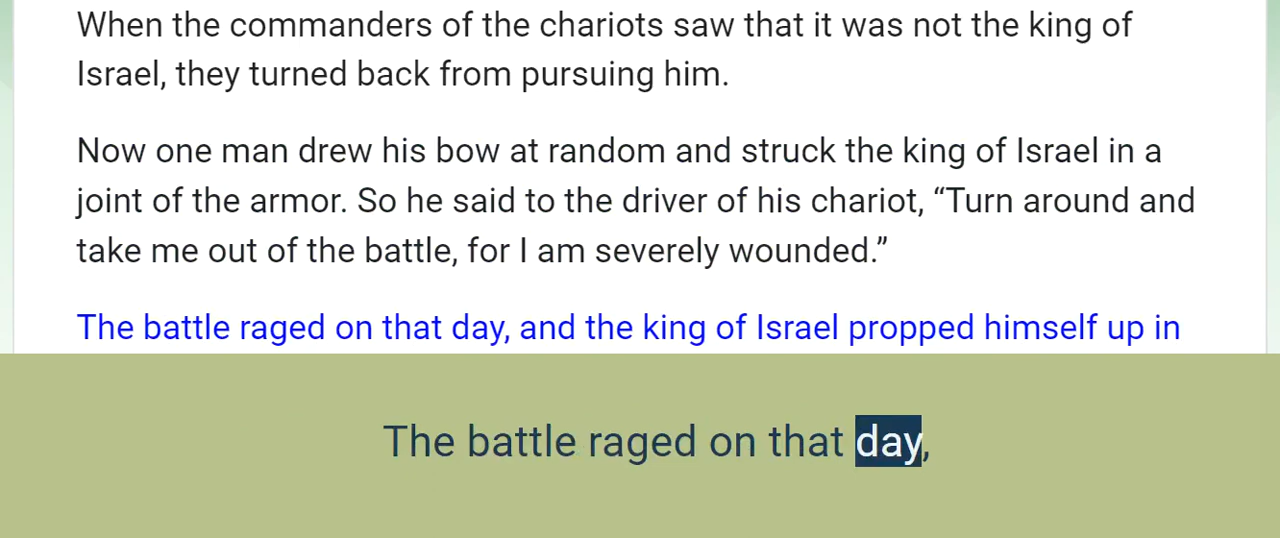 When the commanders of the chariots saw that it was not the king of
Israel, they turned back from pursuing him.
Now one man drew his bow at random and struck the king of Israel in a
joint of the armor. So he said to the driver of his chariot, “Turn around and
take me out of the battle, for I am severely wounded.”
The battle raged on that day, and the king of Israel propped himself up in
The battle raged on that day,